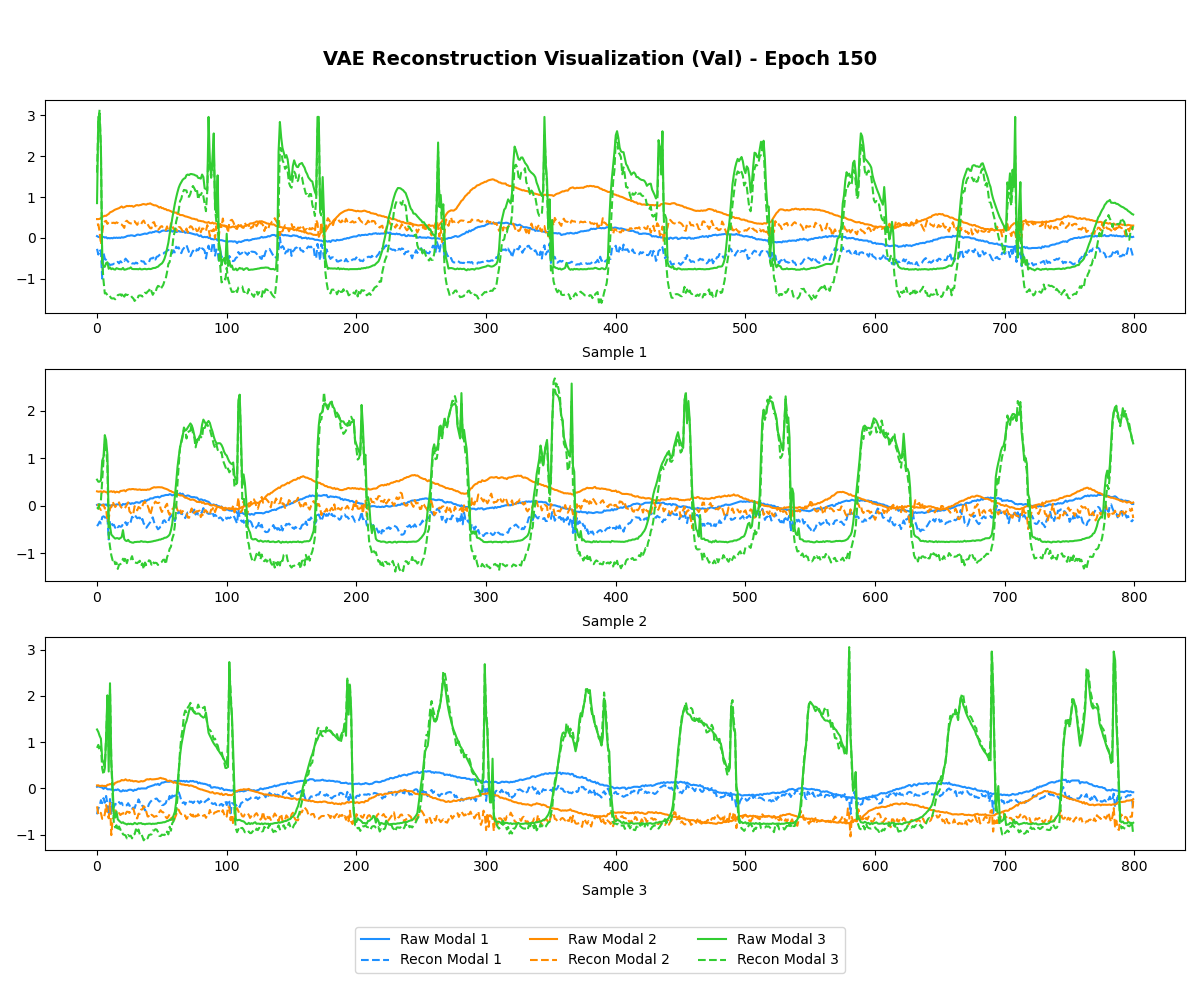 VAE Reconstruction Visualization (Val) - Epoch 150
3
2
1
0
−1
0 100 200 300 400 500 600 700 800
Sample 1
2
1
0
−1
0 100 200 300 400 500 600 700 800
Sample 2
3
2
1
0
−1
0 100 200 300 400 500 600 700 800
Sample 3
Raw Modal 1 Raw Modal 2 Raw Modal 3
Recon Modal 1 Recon Modal 2 Recon Modal 3